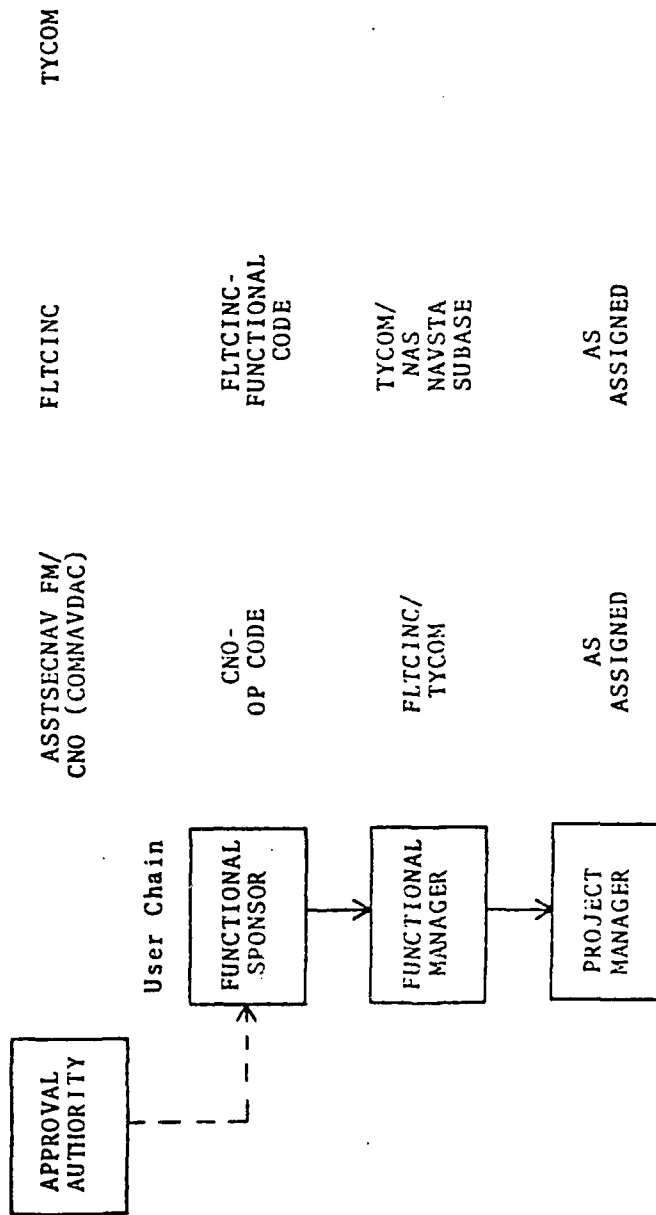 APPROVAL
AUTHORITY
ASSTSECNAV FM/
CNO (COMNAVDAC)
FLTCINC
TYCOM
User Chain
FUNCTIONAL
SPONSOR
CNO-
OP CODE
FLTCINC-
FUNCTIONAL
CODE
FUNCTIONAL
MANAGER
FLTCINC/
TYCOM
TYCOM/
NAS
NAVSTA
SUBASE
PROJECT
MANAGER
AS
ASSIGNED
AS
ASSIGNED